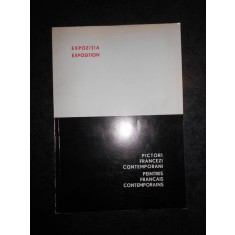 EXPOZIȚIA
EXPOSITION
PICTORI
FRANCEZI
CONTEMPORANI
PEINTRES
FRANÇAIS
CONTEMPORAINS